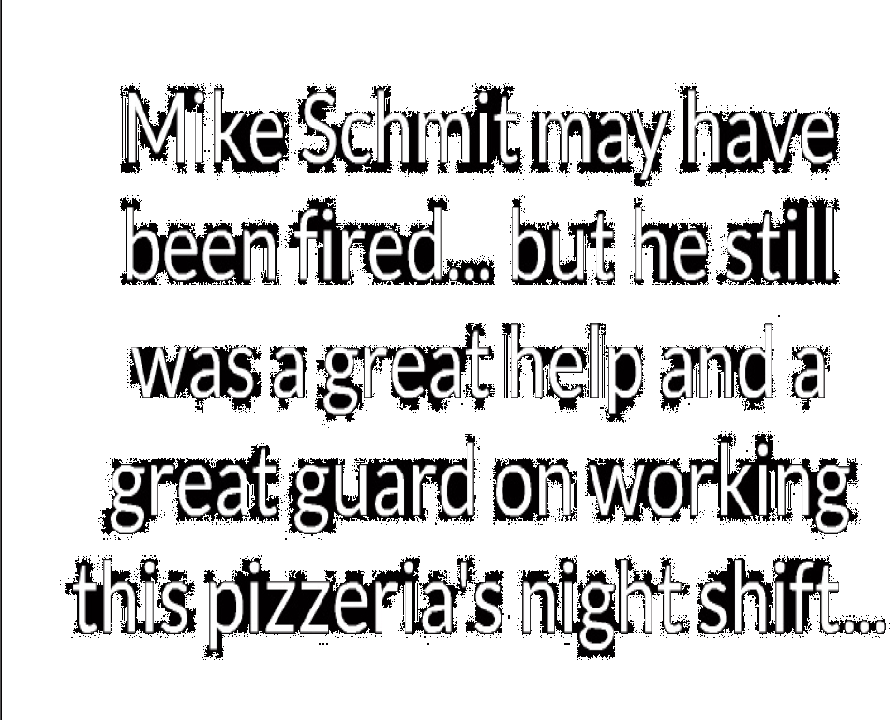 Mike Schmit may have
been fired... but he still
was a great help and a
great guard on working
this pizzeria's night shift...